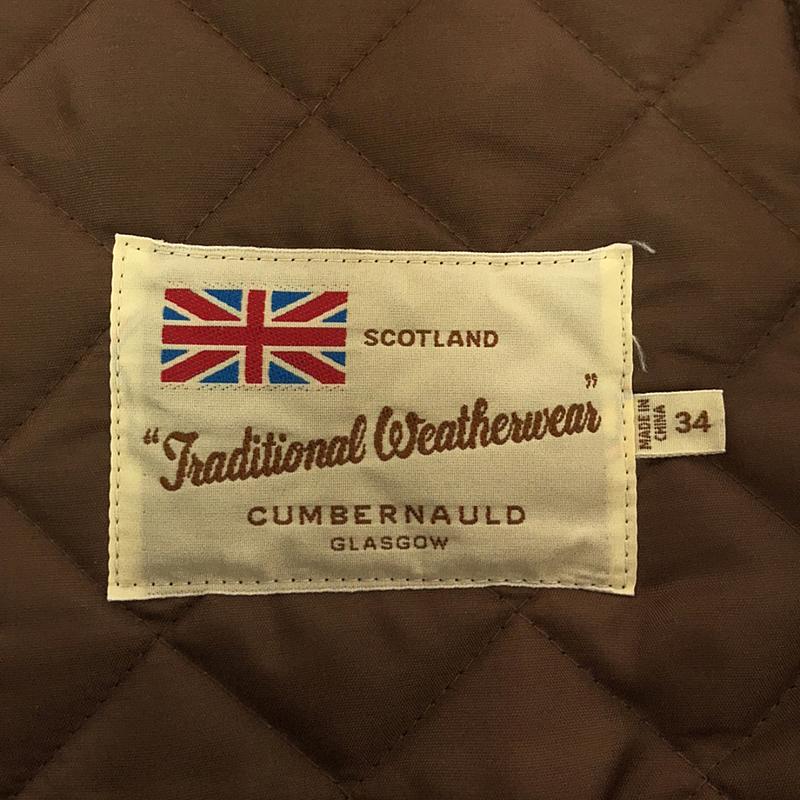 SCOTLAND
“Traditional Weatherwear”
CUMBERNAULD
GLASGOW
MADE IN
CHINA
34